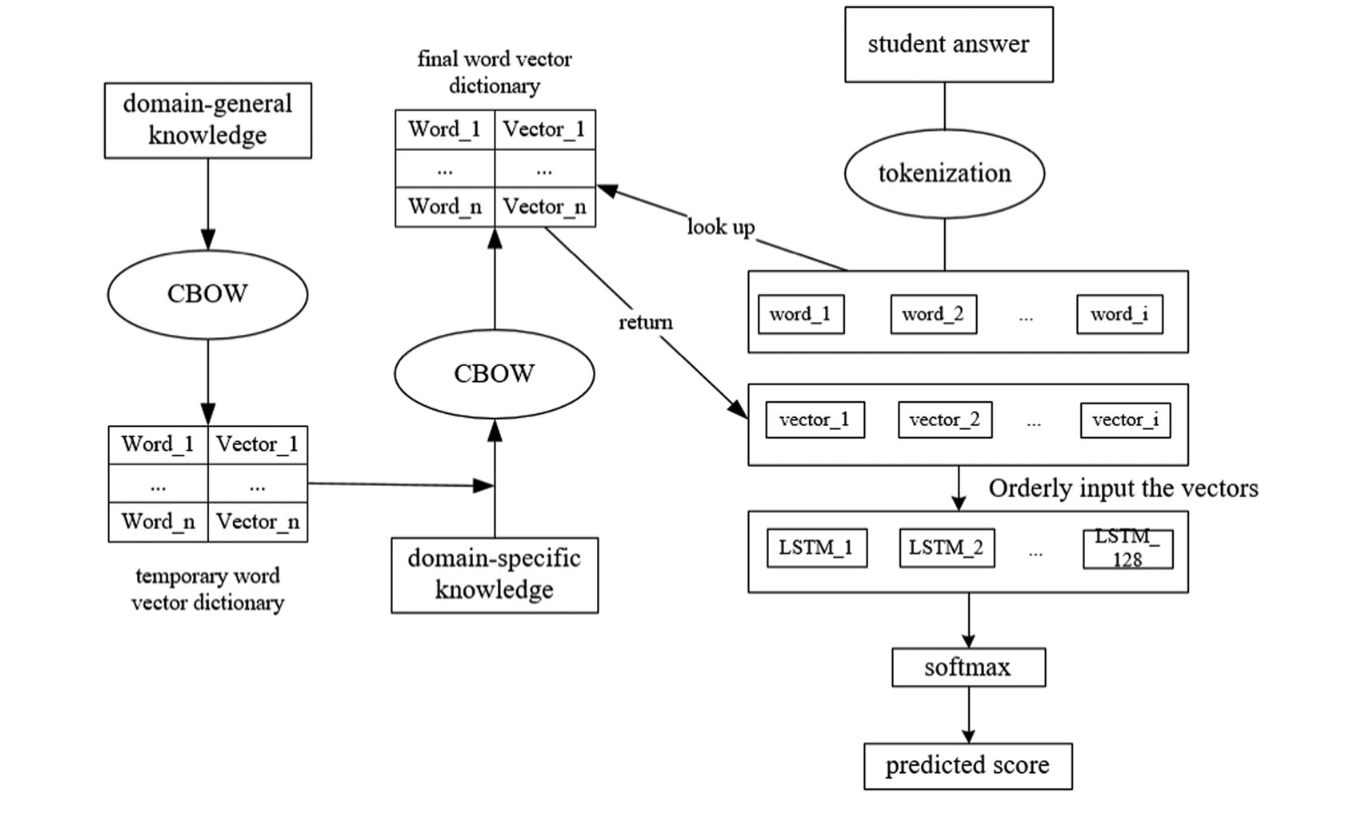 domain-general
knowledge
CBOW
Word_1 Vector_1
... ...
Word_n Vector_n
temporary word
vector dictionary
final word vector
dictionary
Word_1 Vector_1
... ...
Word_n Vector_n
CBOW
domain-specific
knowledge
look up
return
student answer
tokenization
word_1 word_2 ... word_i
vector_1 vector_2 ... vector_i
Orderly input the vectors
LSTM_1 LSTM_2 ... LSTM_
128
softmax
predicted score